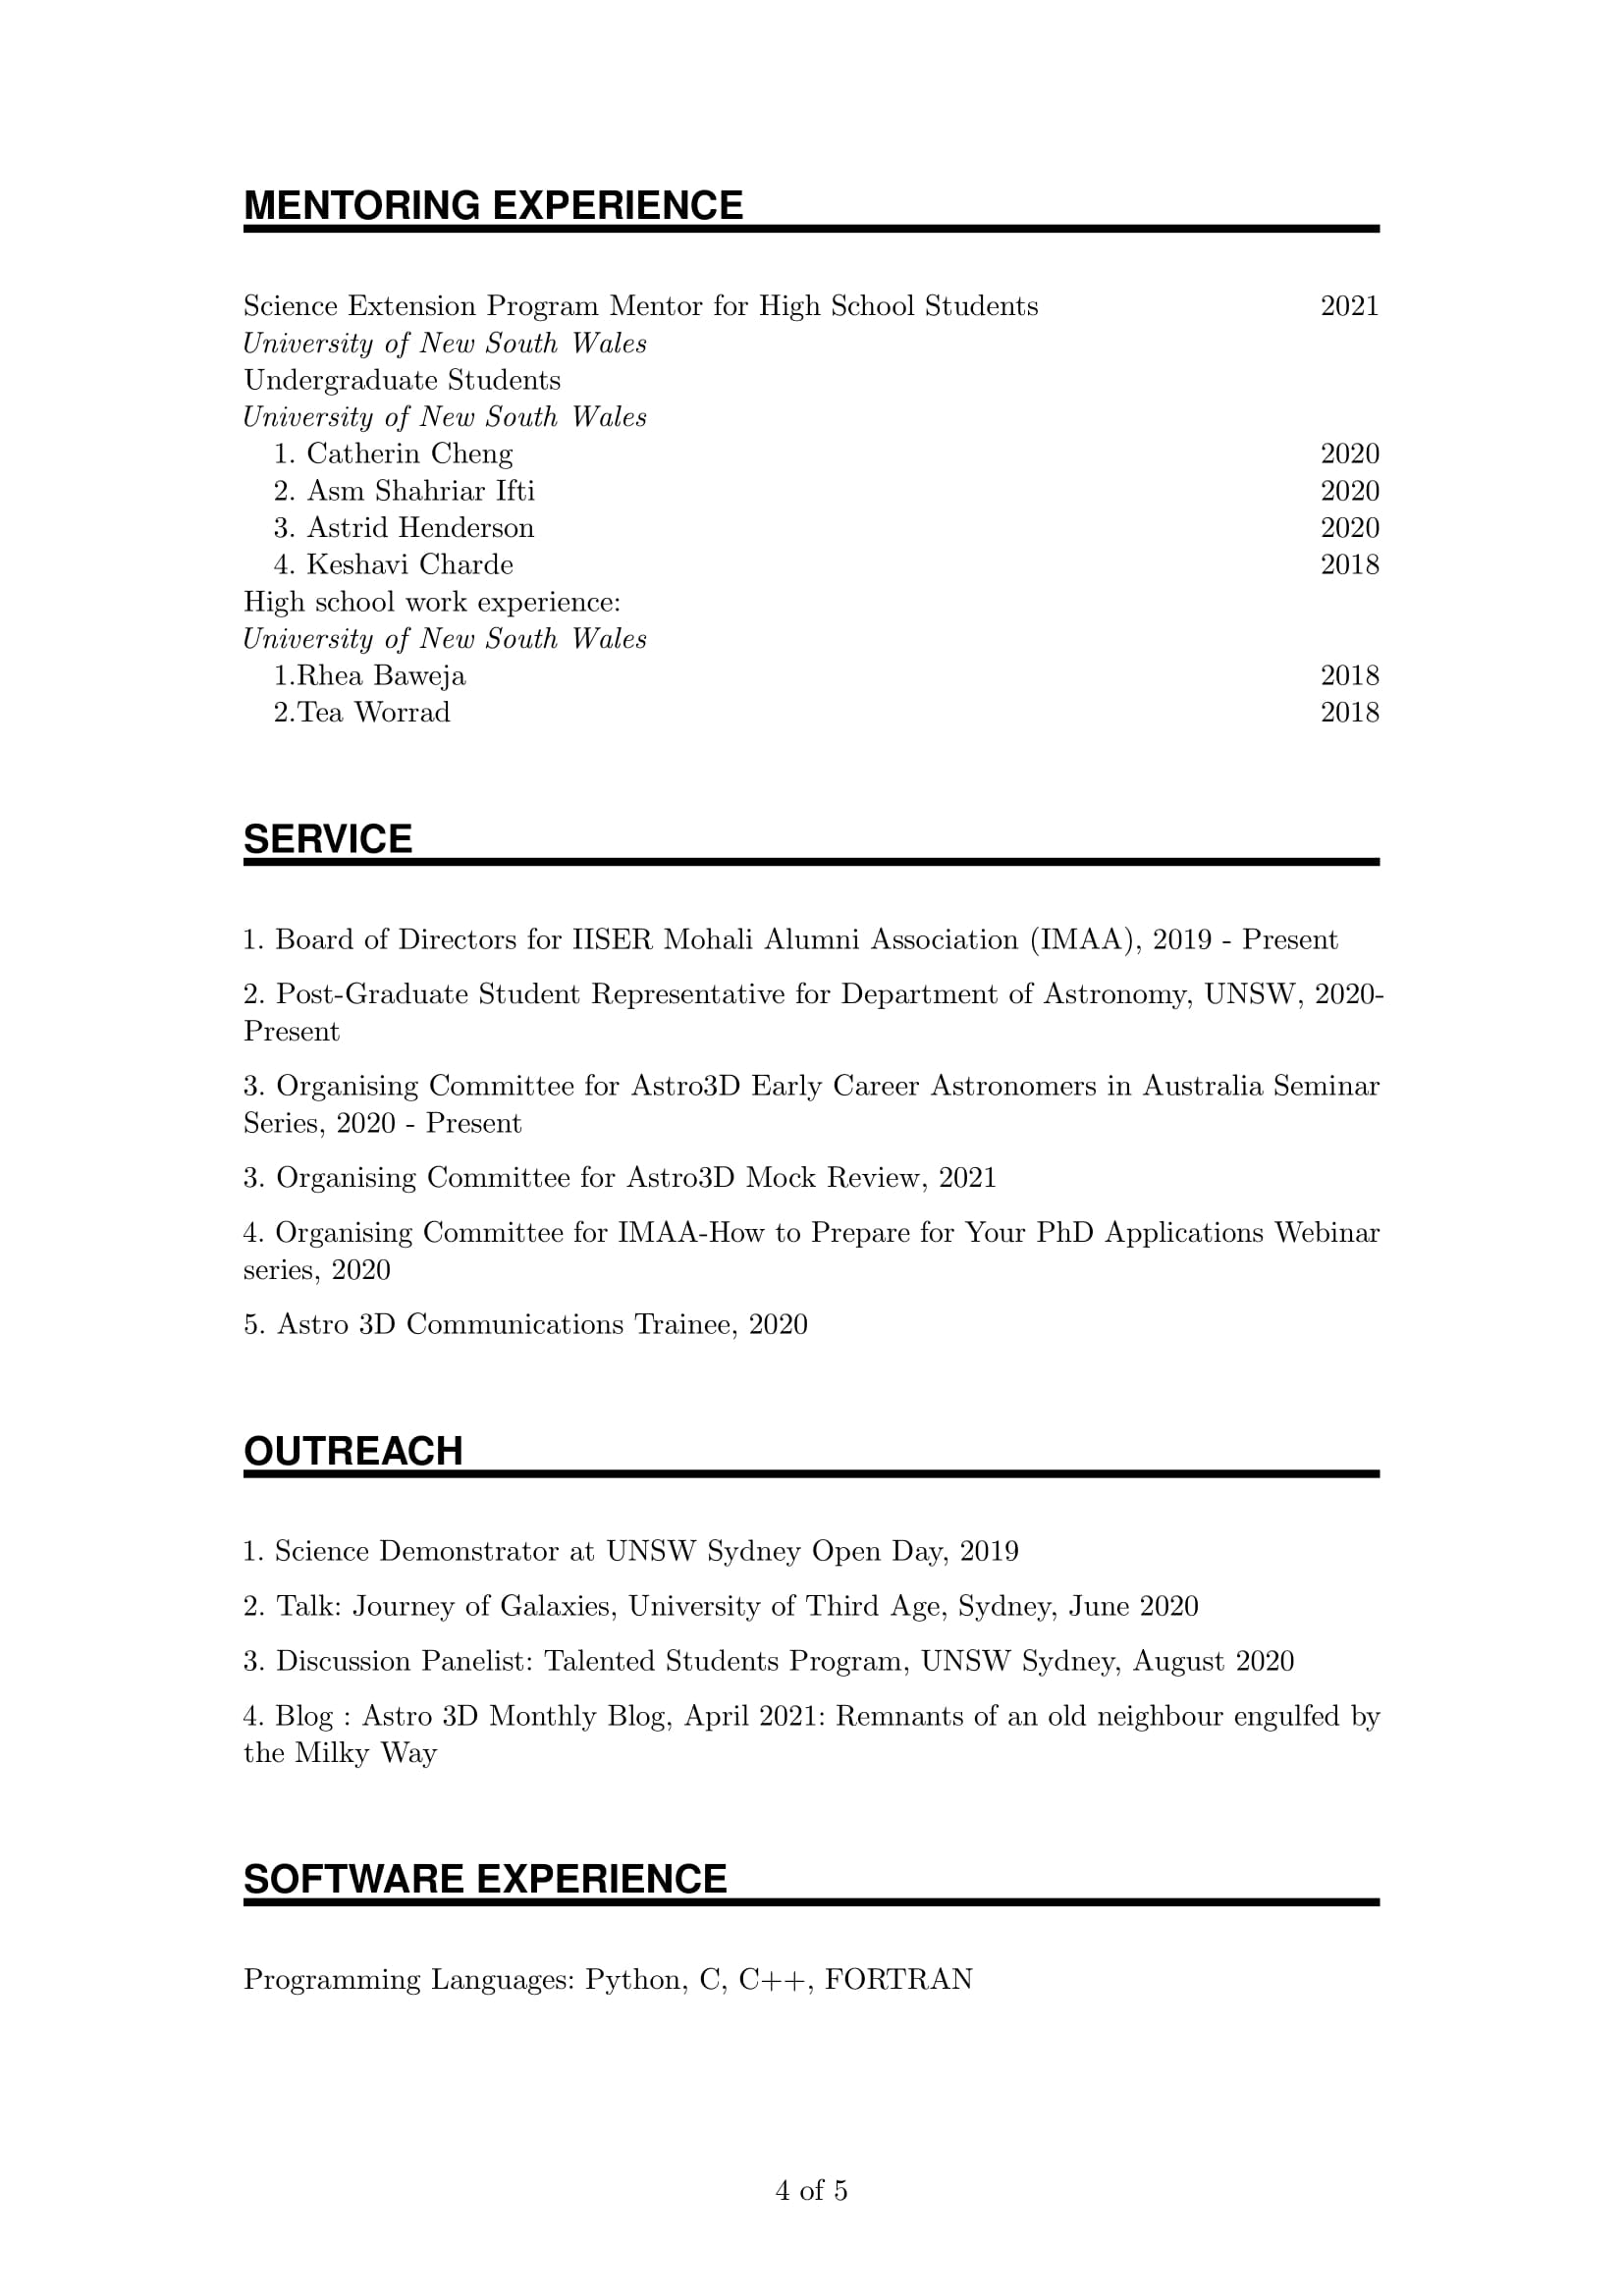 MENTORING EXPERIENCE
Science Extension Program Mentor for High School Students 2021
University of New South Wales
Undergraduate Students
University of New South Wales
1. Catherin Cheng 2020
2. Asm Shahriar Ifti 2020
3. Astrid Henderson 2020
4. Keshavi Charde 2018
High school work experience:
University of New South Wales
1.Rhea Baweja 2018
2.Tea Worrad 2018
SERVICE
1. Board of Directors for IISER Mohali Alumni Association (IMAA), 2019 - Present
2. Post-Graduate Student Representative for Department of Astronomy, UNSW, 2020-
Present
3. Organising Committee for Astro3D Early Career Astronomers in Australia Seminar
Series, 2020 - Present
3. Organising Committee for Astro3D Mock Review, 2021
4. Organising Committee for IMAA-How to Prepare for Your PhD Applications Webinar
series, 2020
5. Astro 3D Communications Trainee, 2020
OUTREACH
1. Science Demonstrator at UNSW Sydney Open Day, 2019
2. Talk: Journey of Galaxies, University of Third Age, Sydney, June 2020
3. Discussion Panelist: Talented Students Program, UNSW Sydney, August 2020
4. Blog : Astro 3D Monthly Blog, April 2021: Remnants of an old neighbour engulfed by
the Milky Way
SOFTWARE EXPERIENCE
Programming Languages: Python, C, C++, FORTRAN
4 of 5